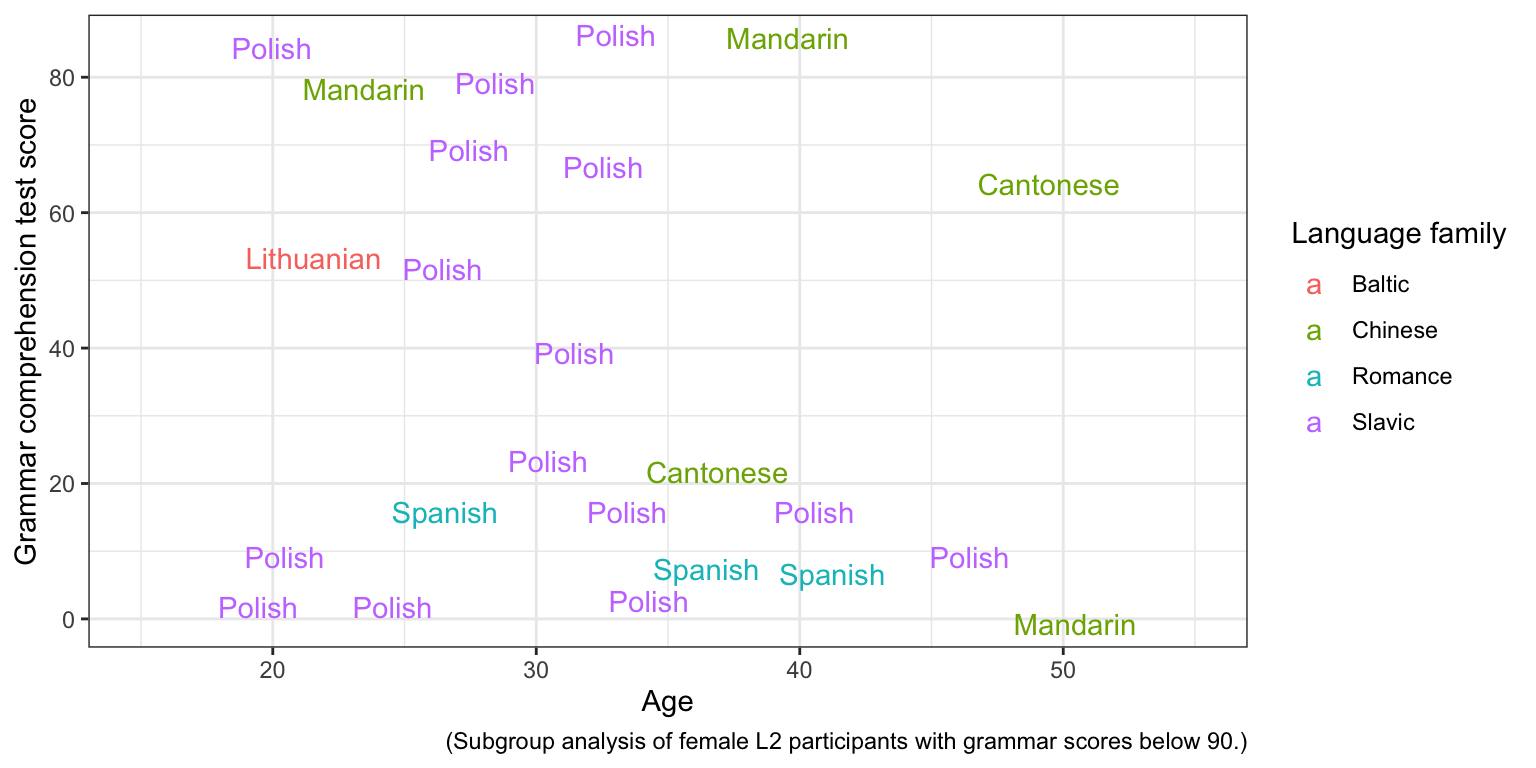 Polish
Polish
Mandarin
Mandarin
Polish
Polish
Polish
Cantonese
Lithuanian
Polish
Polish
Polish
Cantonese
Spanish
Polish
Polish
Polish
Polish
Spanish
Spanish
Polish
Polish
Polish
Mandarin
80
60
40
20
0
Grammar comprehension test score
20 30 40 50
Age
(Subgroup analysis of female L2 participants with grammar scores below 90.)
Language family
a Baltic
a Chinese
a Romance
a Slavic